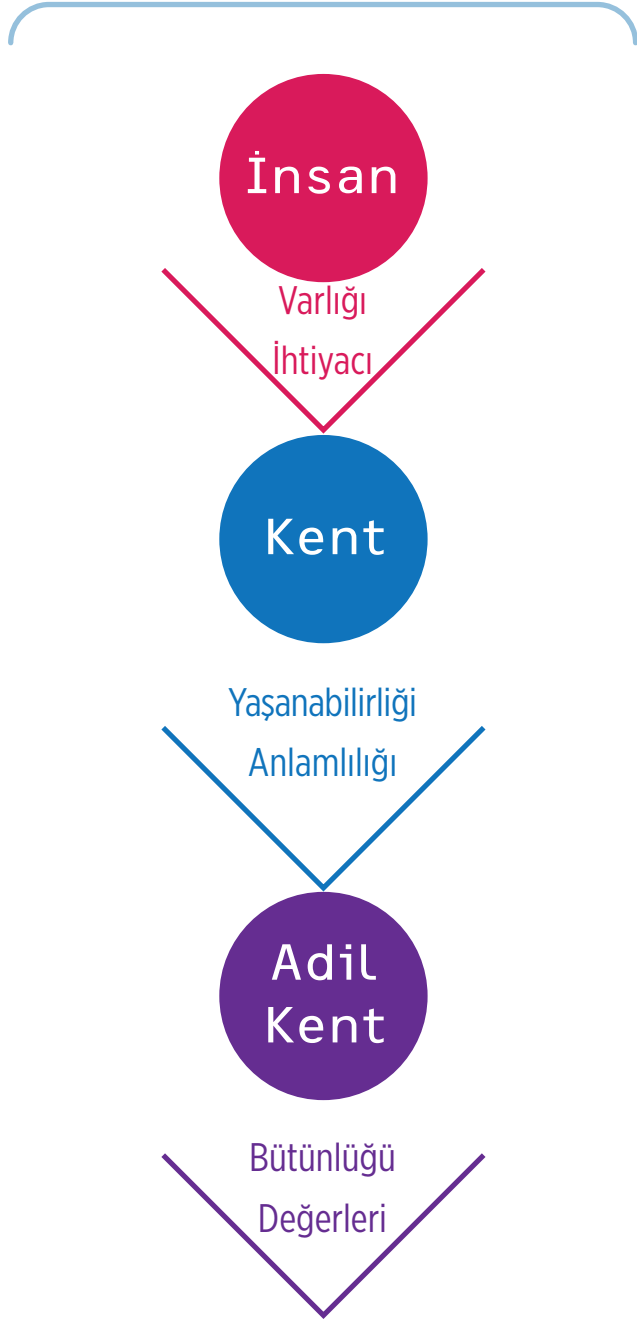 İnsan
Varlığı
İhtiyacı
Kent
Yaşanabilirliği
Anlamlılığı
Adil
Kent
Bütünlüğü
Değerleri